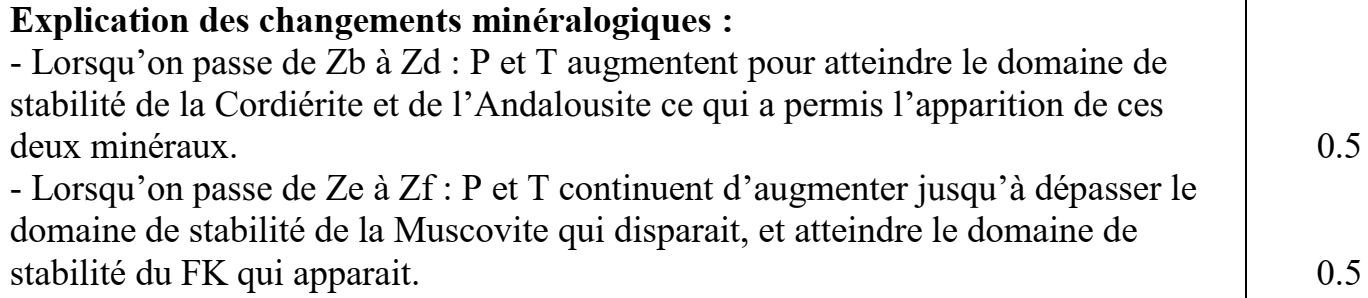 Explication des changements minéralogiques :
- Lorsqu’on passe de Zb à Zd : P et T augmentent pour atteindre le domaine de
stabilité de la Cordiérite et de l’Andalousite ce qui a permis l’apparition de ces
deux minéraux. 0.5
- Lorsqu’on passe de Ze à Zf : P et T continuent d’augmenter jusqu’à dépasser le
domaine de stabilité de la Muscovite qui disparait, et atteindre le domaine de
stabilité du FK qui apparait. 0.5